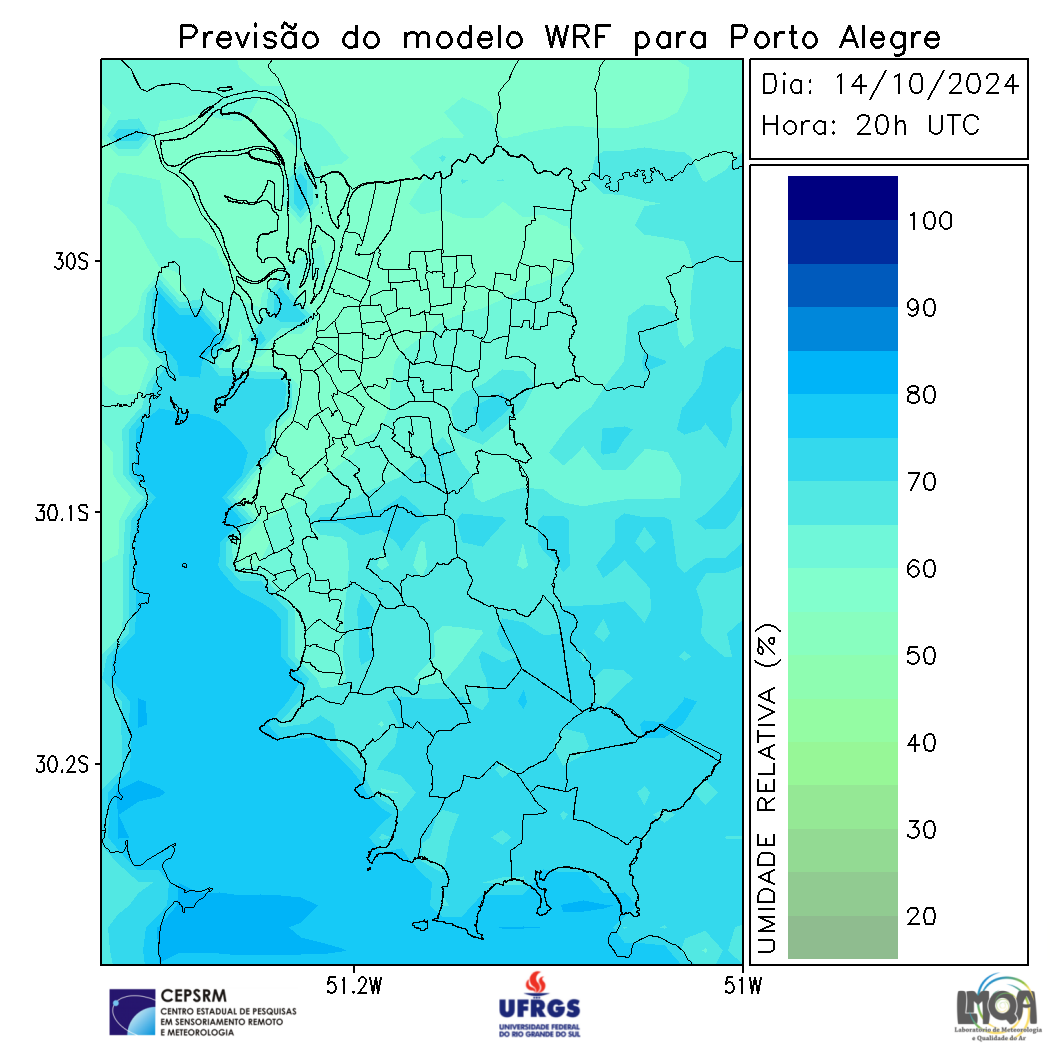 Previsão do modelo WRF para Porto Alegre
Dia: 14/10/2024
Hora: 20h UTC
100
90
80
70
60
50
40
30
20
UMIDADE RELATIVA (%)
30S
30.1S
30.2S
51.2W
51W
CEPSRM
CENTRO ESTADUAL DE PESQUISAS
EM SENSORIAMENTO REMOTO
E METEOROLOGIA
UFRGS
UNIVERSIDADE FEDERAL
DO RIO GRANDE DO SUL
LMQA
Laboratório de Meteorologia
e Qualidade do Ar